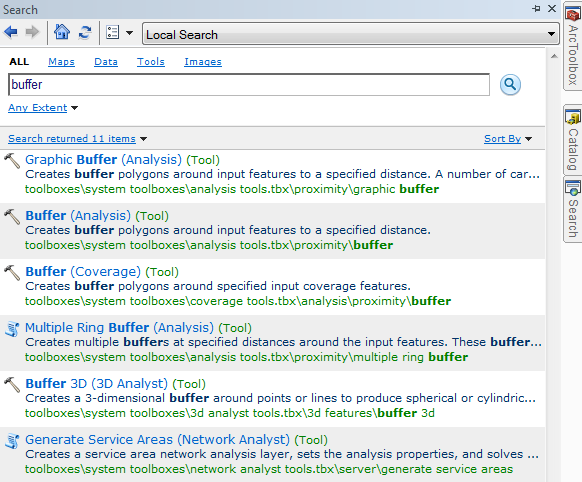 Search
Local Search
ALL Maps Data Tools Images
buffer
Any Extent
Search returned 11 items Sort By
Graphic Buffer (Analysis) (Tool)
Creates buffer polygons around input features to a specified distance. A number of car...
toolboxes\system toolboxes\analysis tools.tbx\proximity\graphic buffer
Buffer (Analysis) (Tool)
Creates buffer polygons around input features to a specified distance.
toolboxes\system toolboxes\analysis tools.tbx\proximity\buffer
Buffer (Coverage) (Tool)
Creates buffer polygons around specified input coverage features.
toolboxes\system toolboxes\coverage tools.tbx\analysis\proximity\buffer
Multiple Ring Buffer (Analysis) (Tool)
Creates multiple buffers at specified distances around the input features. These buffer...
toolboxes\system toolboxes\analysis tools.tbx\proximity\multiple ring buffer
Buffer 3D (3D Analyst) (Tool)
Creates a 3-dimensional buffer around points or lines to produce spherical or cylindric...
toolboxes\system toolboxes\3d analyst tools.tbx\3d features\buffer 3d
Generate Service Areas (Network Analyst) (Tool)
Creates a service area network analysis layer, sets the analysis properties, and solves ...
toolboxes\system toolboxes\network analyst tools.tbx\server\generate service areas
ArcToolbox
Catalog
Search